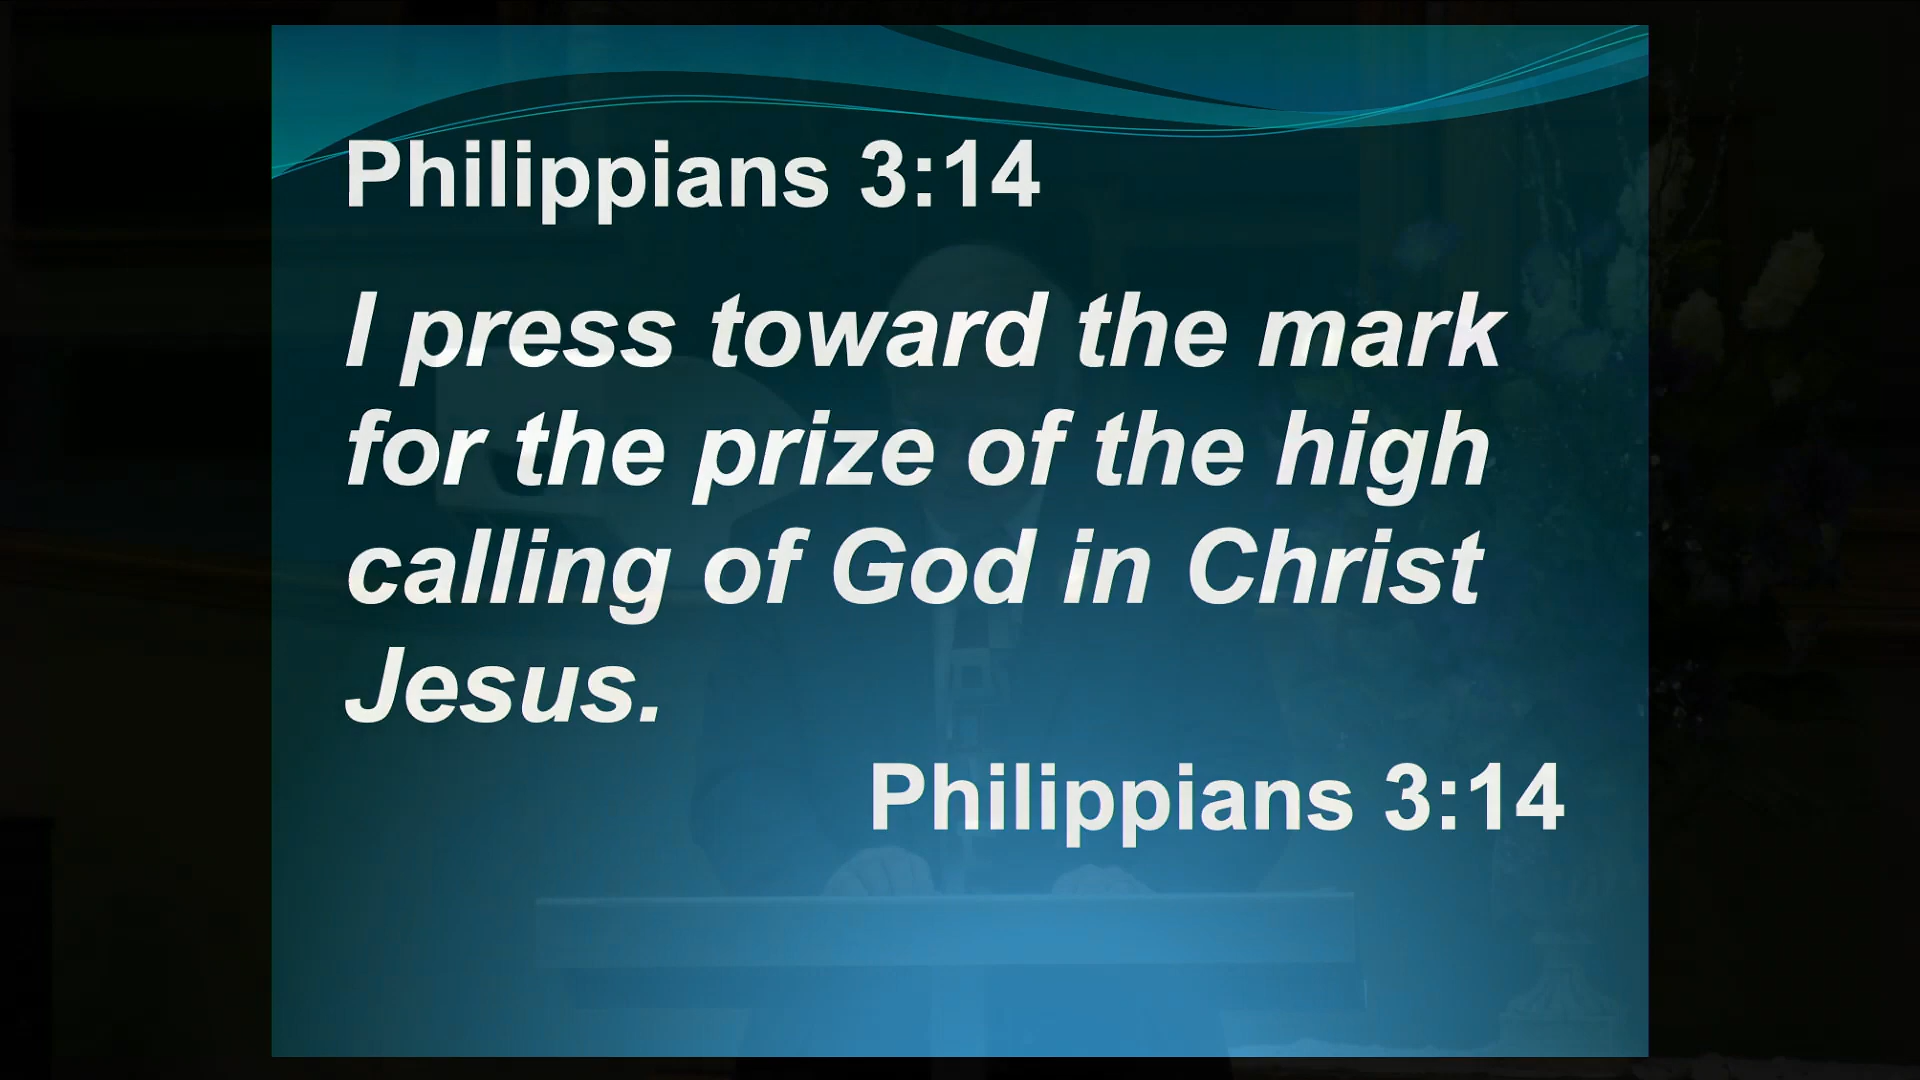 Philippians 3:14
I press toward the mark
for the prize of the high
calling of God in Christ
Jesus.
Philippians 3:14